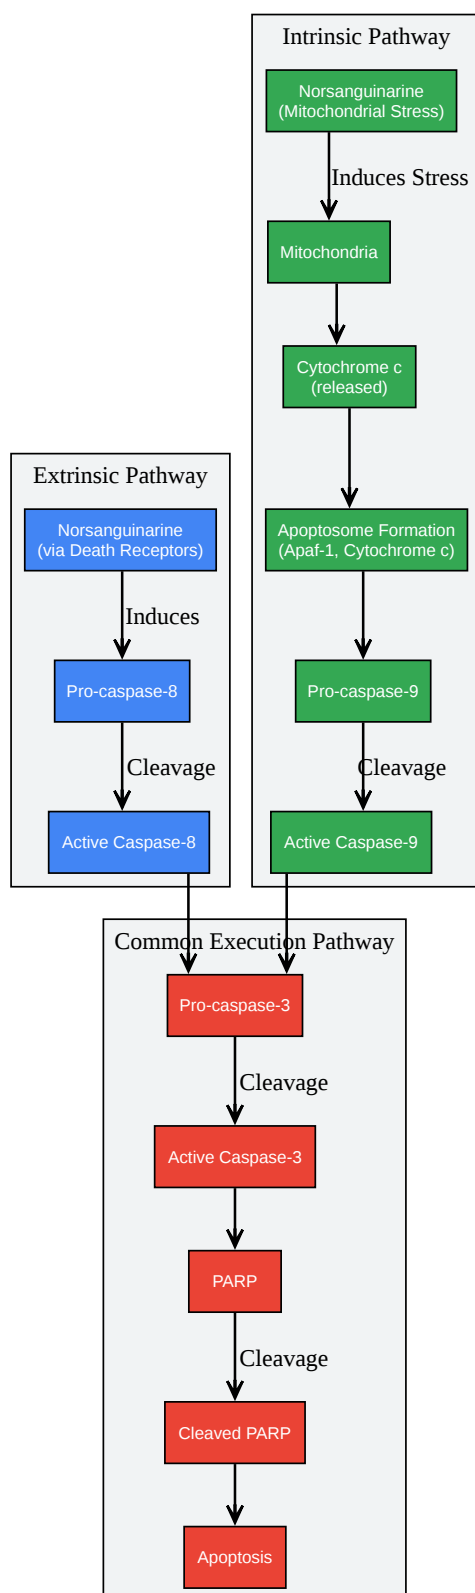 Intrinsic Pathway
Norsanguinarine
(Mitochondrial Stress)
Induces Stress
Mitochondria
Cytochrome c
(released)
Apoptosome Formation
(Apaf-1, Cytochrome c)
Pro-caspase-9
Cleavage
Active Caspase-9
Extrinsic Pathway
Norsanguinarine
(via Death Receptors)
Induces
Pro-caspase-8
Cleavage
Active Caspase-8
Common Execution Pathway
Pro-caspase-3
Cleavage
Active Caspase-3
PARP
Cleavage
Cleaved PARP
Apoptosis